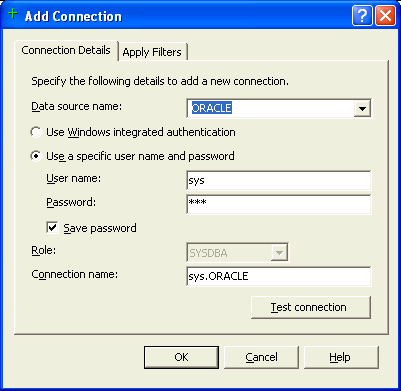 Add Connection
Connection Details Apply Filters
Specify the following details to add a new connection.
Data source name: ORACLE
Use Windows integrated authentication
Use a specific user name and password
User name: sys
Password: ***
Save password
Role: SYSDBA
Connection name: sys.ORACLE
Test connection
OK Cancel Help